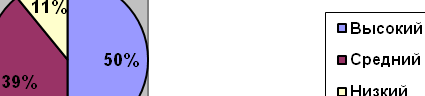 11%
50%
39%
Высокий
Средний
Низкий